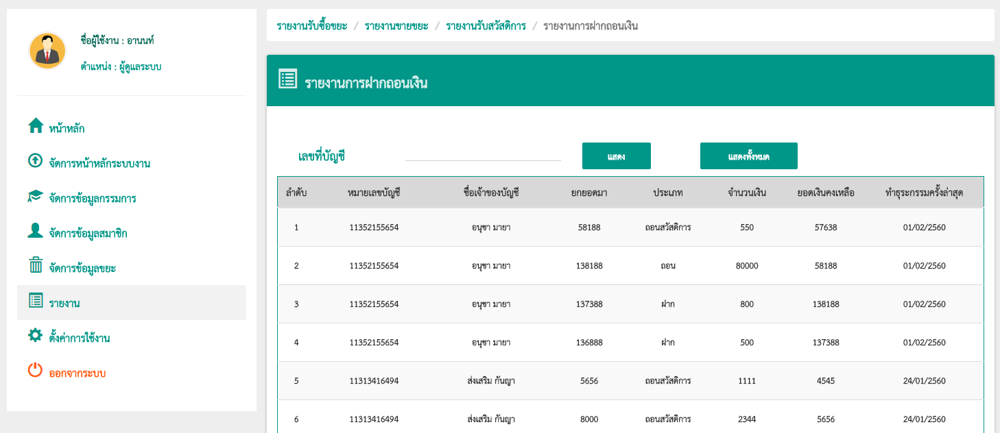 ชื่อผู้ใช้งาน : อานนท์
ตำแหน่ง : ผู้ดูแลระบบ
หน้าหลัก
จัดการหน้าหลักระบบงาน
จัดการข้อมูลกรรมการ
จัดการข้อมูลสมาชิก
จัดการข้อมูลขยะ
รายงาน
ตั้งค่าการใช้งาน
ออกจากระบบ
รายงานรับซื้อขยะ / รายงานขายขยะ / รายงานรับสวัสดิการ / รายงานการฝากถอนเงิน
รายงานการฝากถอนเงิน
เลขที่บัญชี แสดง แสดงทั้งหมด
ลำดับ หมายเลขบัญชี ชื่อเจ้าของบัญชี ยกยอดมา ประเภท จำนวนเงิน ยอดเงินคงเหลือ ทำธุระกรรมครั้งล่าสุด
1 11352155654 อนุชา มายา 58188 ถอนสวัสดิการ 550 57638 01/02/2560
2 11352155654 อนุชา มายา 138188 ถอน 80000 58188 01/02/2560
3 11352155654 อนุชา มายา 137388 ฝาก 800 138188 01/02/2560
4 11352155654 อนุชา มายา 136888 ฝาก 500 137388 01/02/2560
5 11313416494 ส่งเสริม กันญา 5656 ถอนสวัสดิการ 1111 4545 24/01/2560
6 11313416494 ส่งเสริม กันญา 8000 ถอนสวัสดิการ 2344 5656 24/01/2560